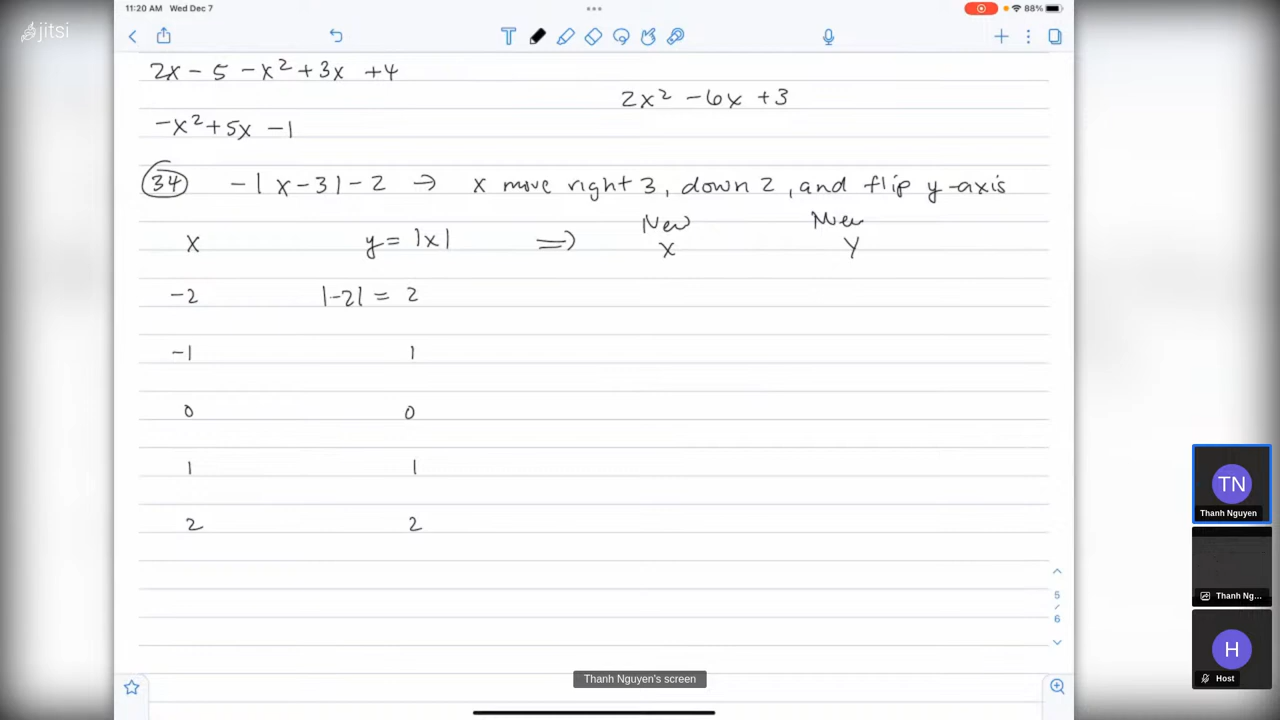 11:20 AM Wed Dec 7
88%
jitsi
2x - 5 - x² + 3x + 4
2x² - 6x + 3
-x² + 5x - 1
34 -|x-3| - 2 → x move right 3, down 2, and flip y-axis
New New
x y = |x| ⇒ x y
-2 |-2| = 2
-1 1
0 0
1 1
2 2
5
/
6
TN
Thanh Nguyen
Thanh Ng...
H
Host
Thanh Nguyen's screen